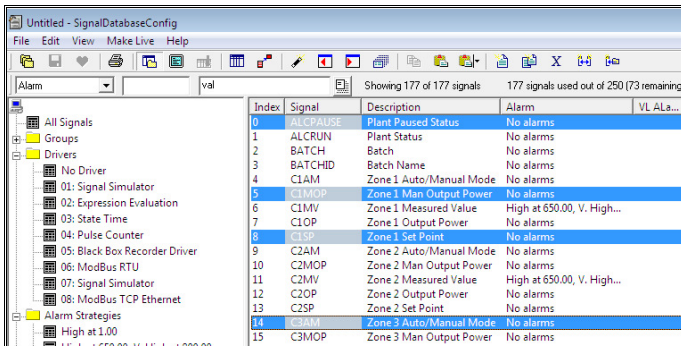 Untitled - SignalDatabaseConfig
File Edit View Make Live Help
Alarm val Showing 177 of 177 signals 177 signals used out of 250 (73 remaining
Index Signal Description Alarm VL ALa...
All Signals
Groups
Drivers
No Driver
01: Signal Simulator
02: Expression Evaluation
03: State Time
04: Pulse Counter
05: Black Box Recorder Driver
06: ModBus RTU
07: Signal Simulator
08: ModBus TCP Ethernet
Alarm Strategies
High at 1.00
0 ALCPAUSE Plant Paused Status No alarms
1 ALCRUN Plant Status No alarms
2 BATCH Batch No alarms
3 BATCHID Batch Name No alarms
4 C1AM Zone 1 Auto/Manual Mode No alarms
5 C1MOP Zone 1 Man Output Power No alarms
6 C1MV Zone 1 Measured Value High at 650.00, V. High...
7 C1OP Zone 1 Output Power No alarms
8 C1SP Zone 1 Set Point No alarms
9 C2AM Zone 2 Auto/Manual Mode No alarms
10 C2MOP Zone 2 Man Output Power No alarms
11 C2MV Zone 2 Measured Value High at 650.00, V. High...
12 C2OP Zone 2 Output Power No alarms
13 C2SP Zone 2 Set Point No alarms
14 C3AM Zone 3 Auto/Manual Mode No alarms
15 C3MOP Zone 3 Man Output Power No alarms